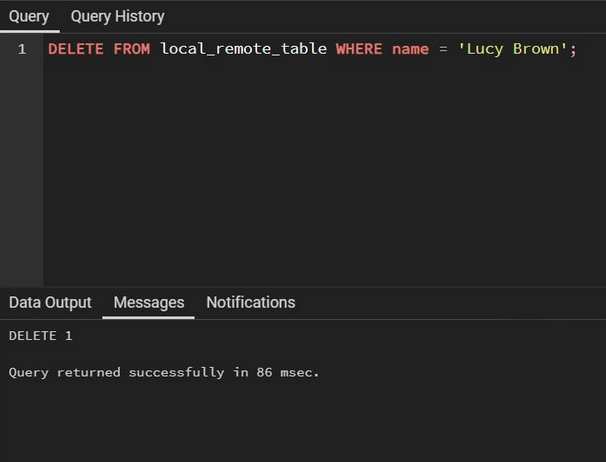 Query Query History
1 DELETE FROM local_remote_table WHERE name = 'Lucy Brown';
Data Output Messages Notifications
DELETE 1
Query returned successfully in 86 msec.